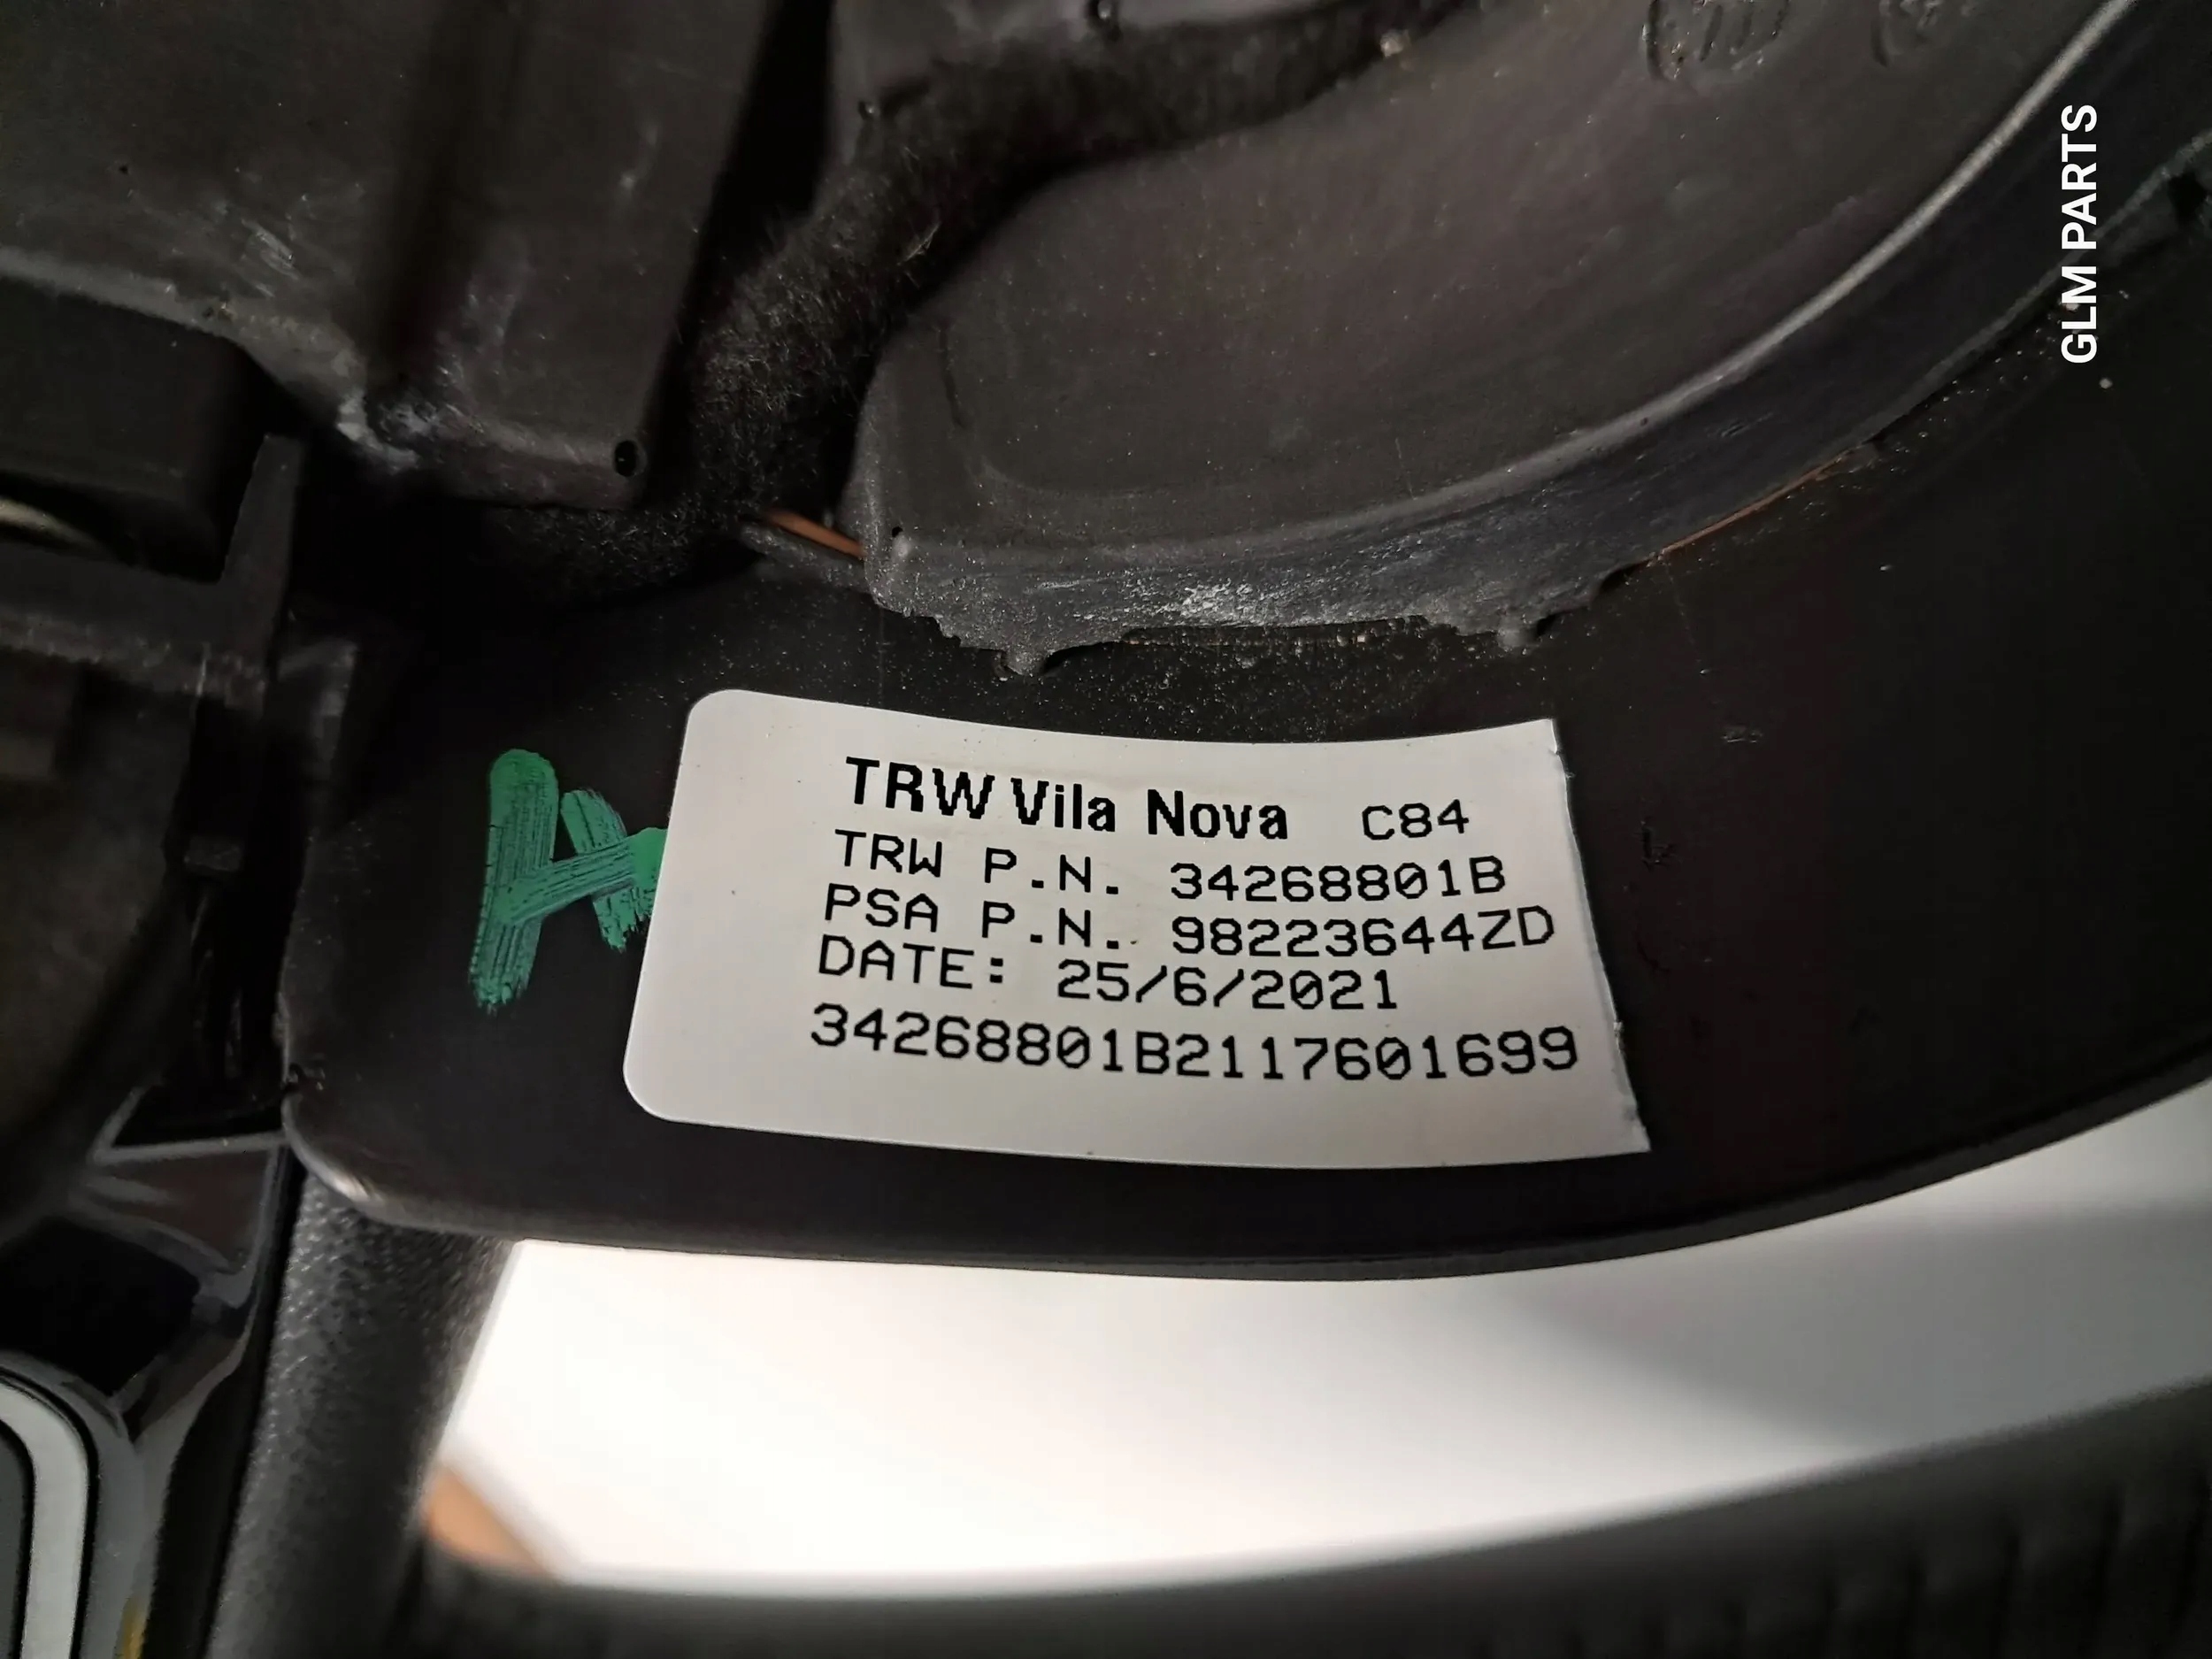 GLM PARTS
TRW Vila Nova C84
TRW P.N. 34268801B
PSA P.N. 98223644ZD
DATE: 25/6/2021
34268801B2117601699